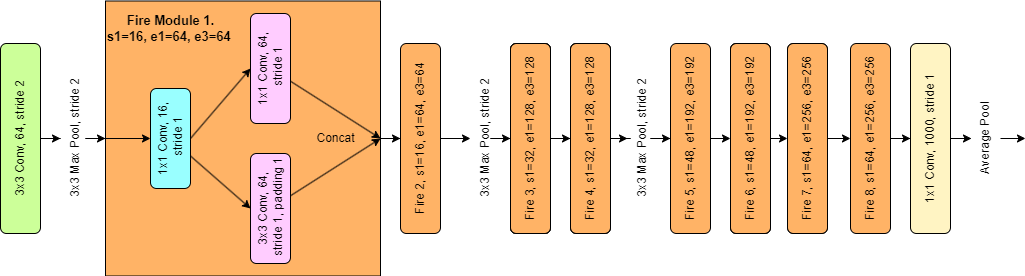 3x3 Conv, 64, stride 2
3x3 Max Pool, stride 2
Fire Module 1.
s1=16, e1=64, e3=64
1x1 Conv, 16,
stride 1
1x1 Conv, 64,
stride 1
3x3 Conv, 64,
stride 1, padding 1
Concat
Fire 2, s1=16, e1=64, e3=64
3x3 Max Pool, stride 2
Fire 3, s1=32, e1=128, e3=128
Fire 4, s1=32, e1=128, e3=128
3x3 Max Pool, stride 2
Fire 5, s1=48, e1=192, e3=192
Fire 6, s1=48, e1=192, e3=192
Fire 7, s1=64, e1=256, e3=256
Fire 8, s1=64, e1=256, e3=256
1x1 Conv, 1000, stride 1
Average Pool